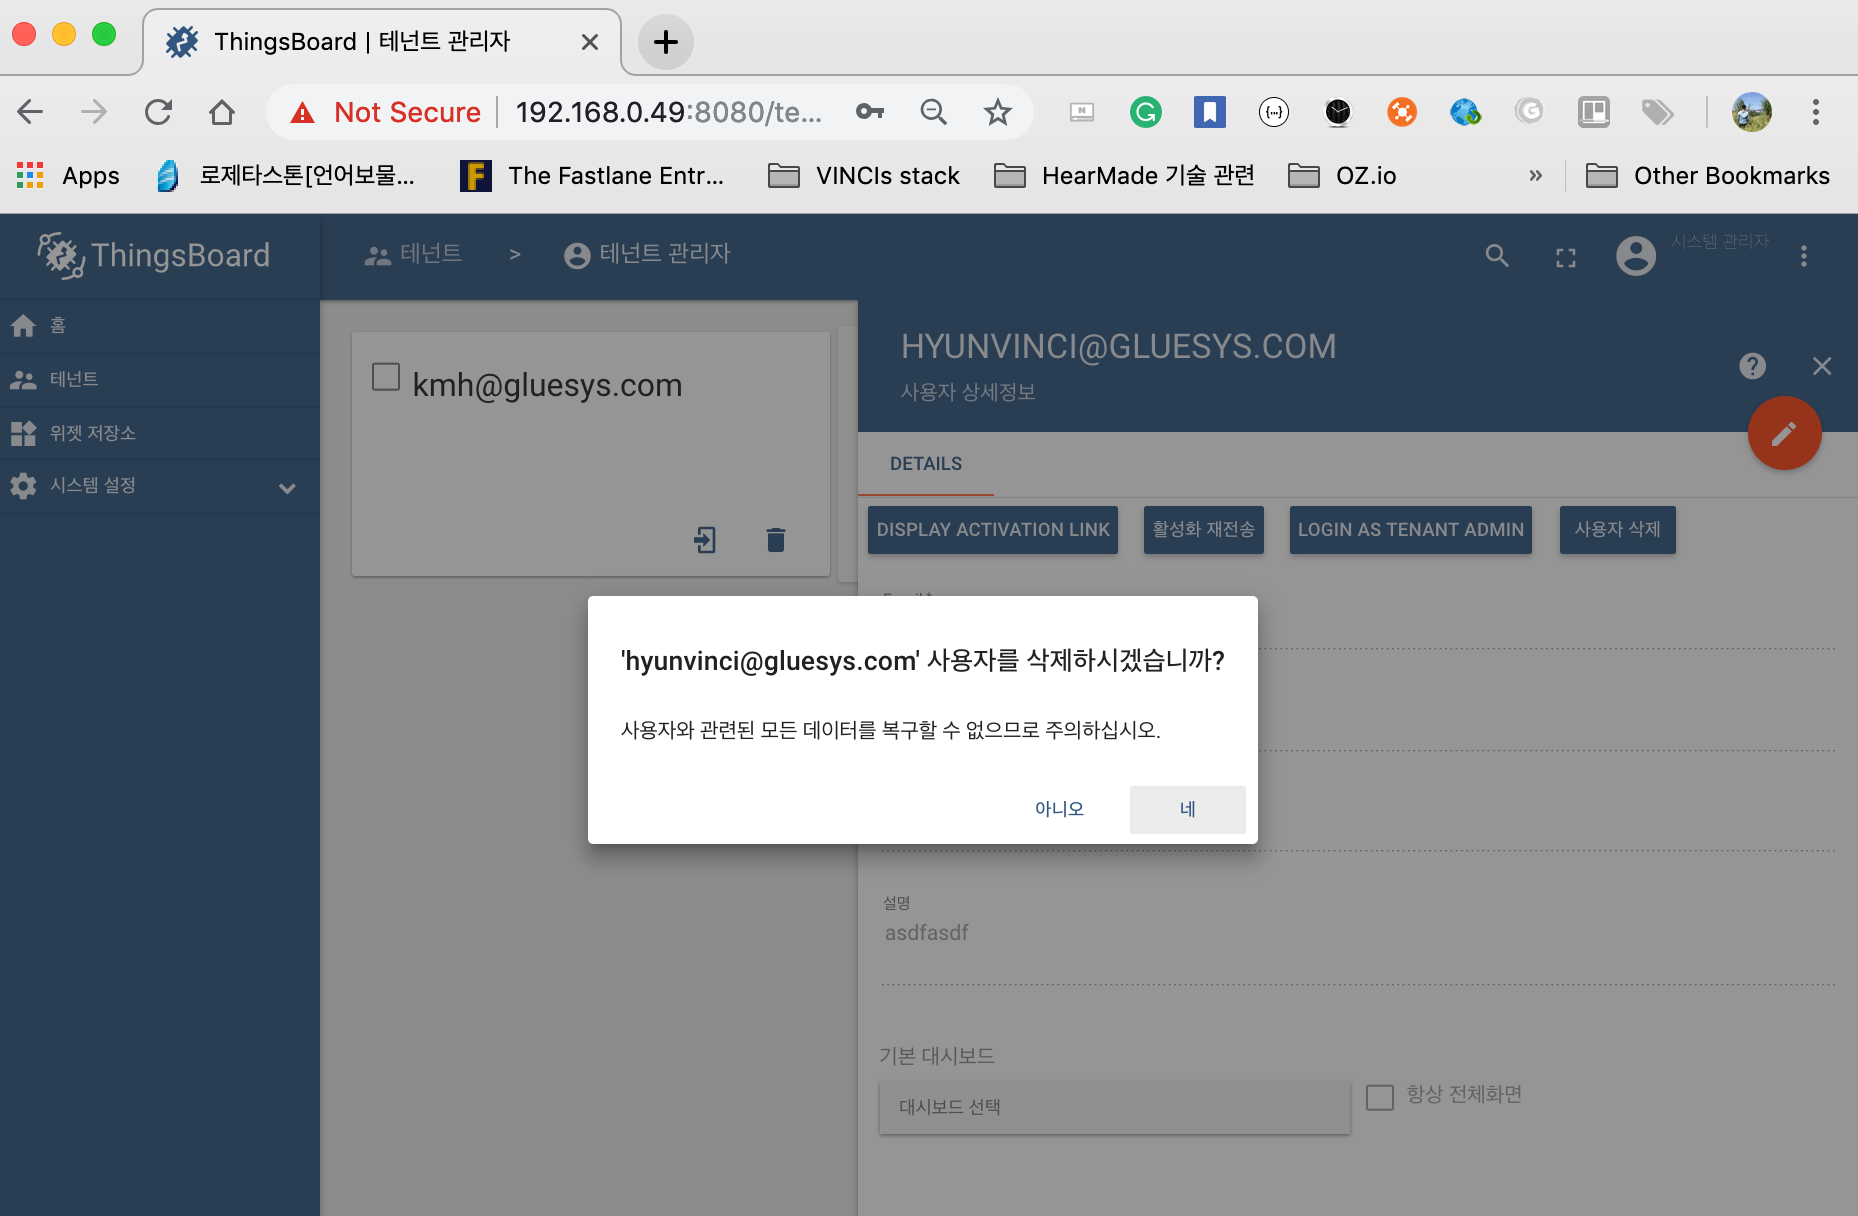 ThingsBoard | 테넌트 관리자
Not Secure
192.168.0.49:8080/te...
Apps
로제타스톤[언어보물...
The Fastlane Entr...
VINCIs stack
HearMade 기술 관련
OZ.io
»
Other Bookmarks
ThingsBoard
테넌트 > 테넌트 관리자
시스템 관리자
홈
테넌트
위젯 저장소
시스템 설정
kmh@gluesys.com
HYUNVINCI@GLUESYS.COM
사용자 상세정보
DETAILS
DISPLAY ACTIVATION LINK
활성화 재전송
LOGIN AS TENANT ADMIN
사용자 삭제
'hyunvinci@gluesys.com' 사용자를 삭제하시겠습니까?
사용자와 관련된 모든 데이터를 복구할 수 없으므로 주의하십시오.
아니오
네
설명
asdfasdf
기본 대시보드
대시보드 선택
항상 전체화면